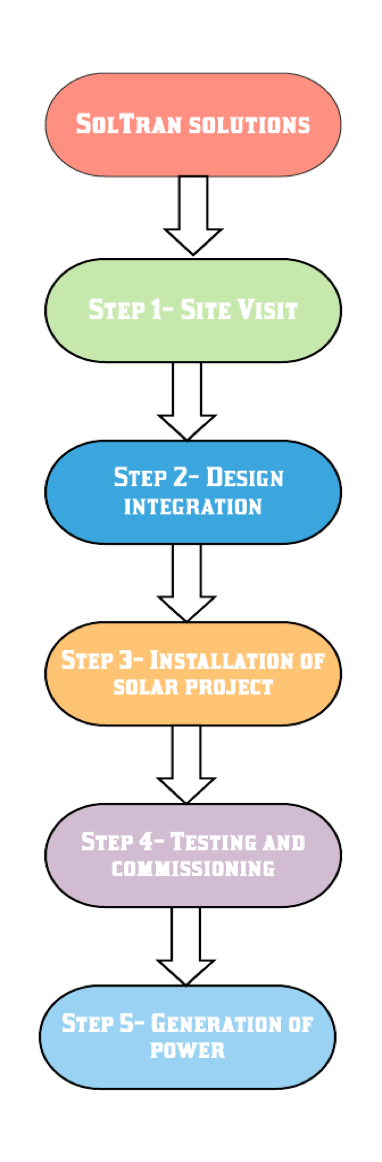 SolTran solutions
Step 1- Site Visit
Step 2- Design
integration
Step 3- Installation of
solar project
Step 4- Testing and
commissioning
Step 5- Generation of
power